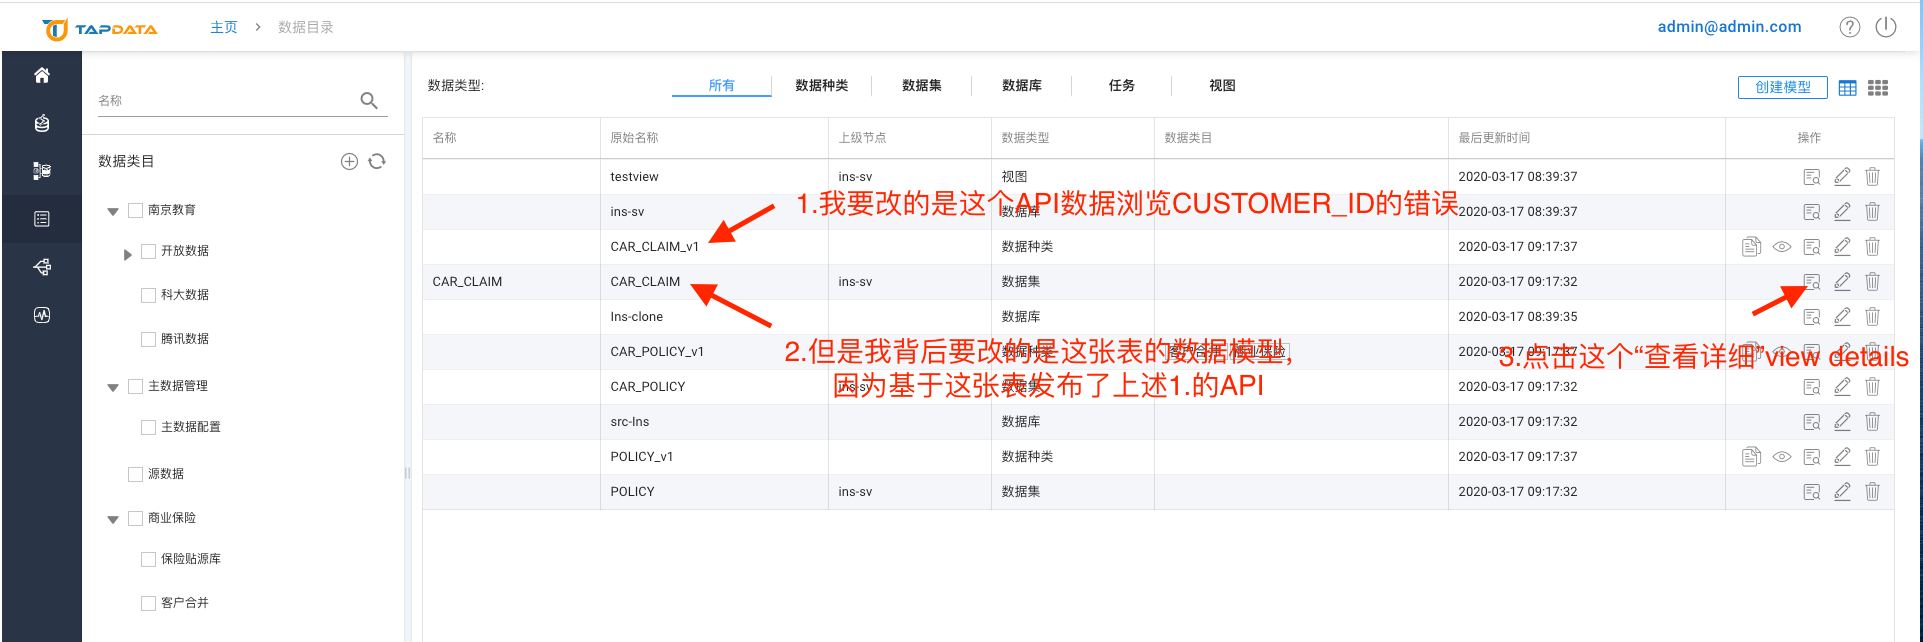 TAPDATA
主页 > 数据目录
admin@admin.com
名称
数据类目
南京教育
开放数据
科大数据
腾讯数据
主数据管理
主数据配置
源数据
商业保险
保险贴源库
客户合并
数据类型: 所有 数据种类 数据集 数据库 任务 视图
创建模型
名称 原始名称 上级节点 数据类型 数据类目 最后更新时间 操作
testview ins-sv 视图 2020-03-17 08:39:37
1.我要改的是这个API数据浏览CUSTOMER_ID的错误
ins-sv 数据库 2020-03-17 08:39:37
CAR_CLAIM_v1 数据种类 2020-03-17 09:17:37
CAR_CLAIM CAR_CLAIM ins-sv 数据集 2020-03-17 09:17:32
Ins-clone 数据库 2020-03-17 08:39:35
2.但是我背后要改的是这张表的数据模型,
因为基于这张表发布了上述1.的API
3.点击这个“查看详细”view details
CAR_POLICY_v1 数据种类 客户合并 商业保险 2020-03-17 09:17:37
CAR_POLICY ins-sv 数据集 2020-03-17 09:17:32
src-Ins 数据库 2020-03-17 09:17:32
POLICY_v1 数据种类 2020-03-17 09:17:37
POLICY ins-sv 数据集 2020-03-17 09:17:32